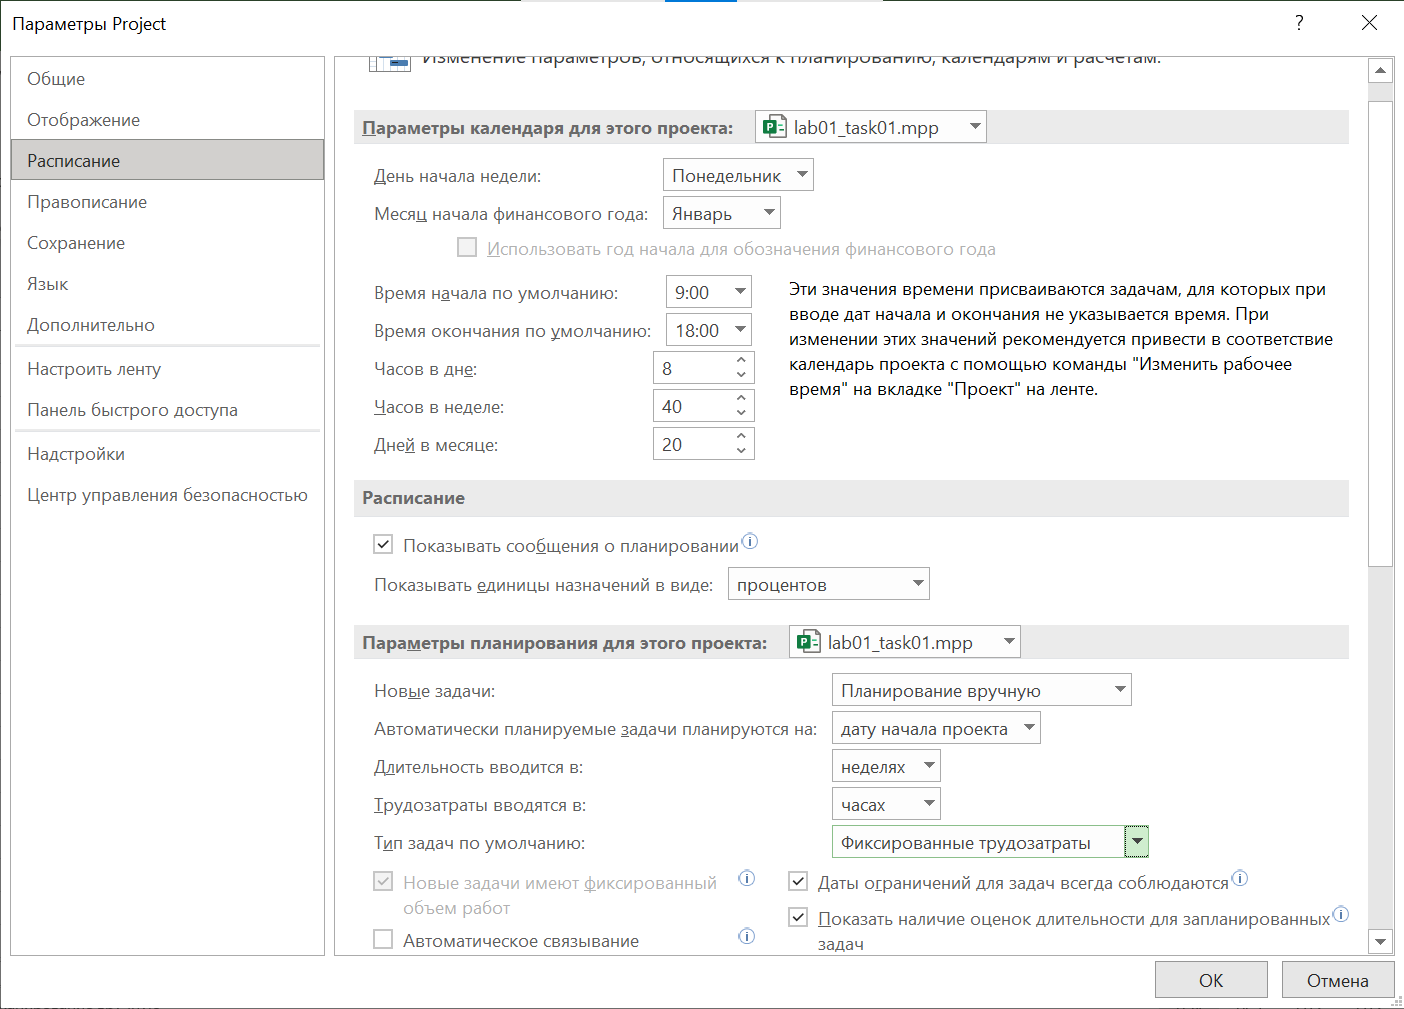 Параметры Project
?
Общие
Отображение
Расписание
Правописание
Сохранение
Язык
Дополнительно
Настроить ленту
Панель быстрого доступа
Надстройки
Центр управления безопасностью
Изменение параметров, относящихся к планированию, календарям и расчетам.
Параметры календаря для этого проекта: lab01_task01.mpp
День начала недели: Понедельник
Месяц начала финансового года: Январь
Использовать год начала для обозначения финансового года
Время начала по умолчанию: 9:00
Время окончания по умолчанию: 18:00
Часов в дне: 8
Часов в неделе: 40
Дней в месяце: 20
Эти значения времени присваиваются задачам, для которых при
вводе дат начала и окончания не указывается время. При
изменении этих значений рекомендуется привести в соответствие
календарь проекта с помощью команды "Изменить рабочее
время" на вкладке "Проект" на ленте.
Расписание
Показывать сообщения о планировании
Показывать единицы назначений в виде: процентов
Параметры планирования для этого проекта: lab01_task01.mpp
Новые задачи: Планирование вручную
Автоматически планируемые задачи планируются на: дату начала проекта
Длительность вводится в: неделях
Трудозатраты вводятся в: часах
Тип задач по умолчанию: Фиксированные трудозатраты
Новые задачи имеют фиксированный
объем работ
Автоматическое связывание
Даты ограничений для задач всегда соблюдаются
Показать наличие оценок длительности для запланированных
задач
ОК
Отмена